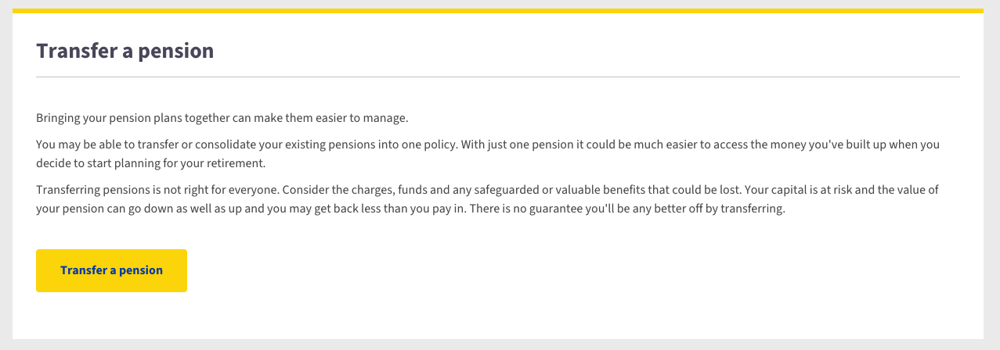 Transfer a pension
Bringing your pension plans together can make them easier to manage.
You may be able to transfer or consolidate your existing pensions into one policy. With just one pension it could be much easier to access the money you've built up when you
decide to start planning for your retirement.
Transferring pensions is not right for everyone. Consider the charges, funds and any safeguarded or valuable benefits that could be lost. Your capital is at risk and the value of
your pension can go down as well as up and you may get back less than you pay in. There is no guarantee you'll be any better off by transferring.
Transfer a pension